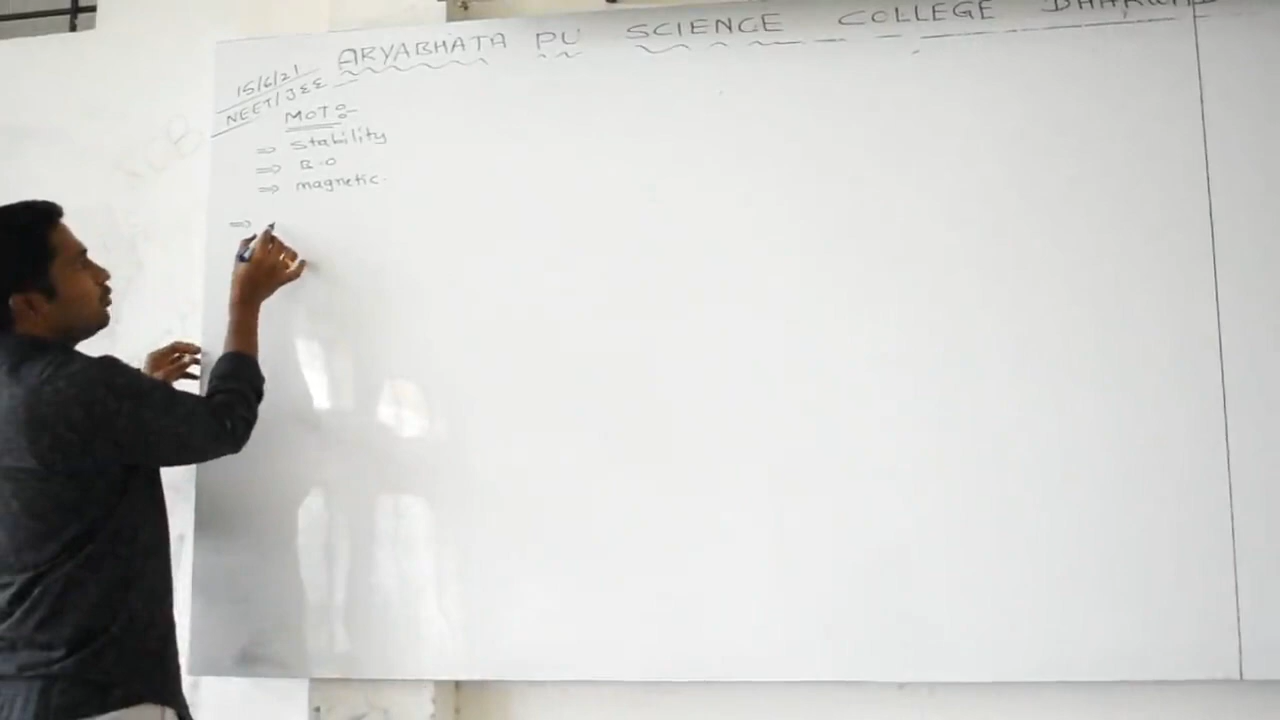 ARYABHATA PU SCIENCE COLLEGE
15/6/21
NEET/JEE
MOT :-
⇒ Stability
⇒ B.O
⇒ magnetic.
⇒